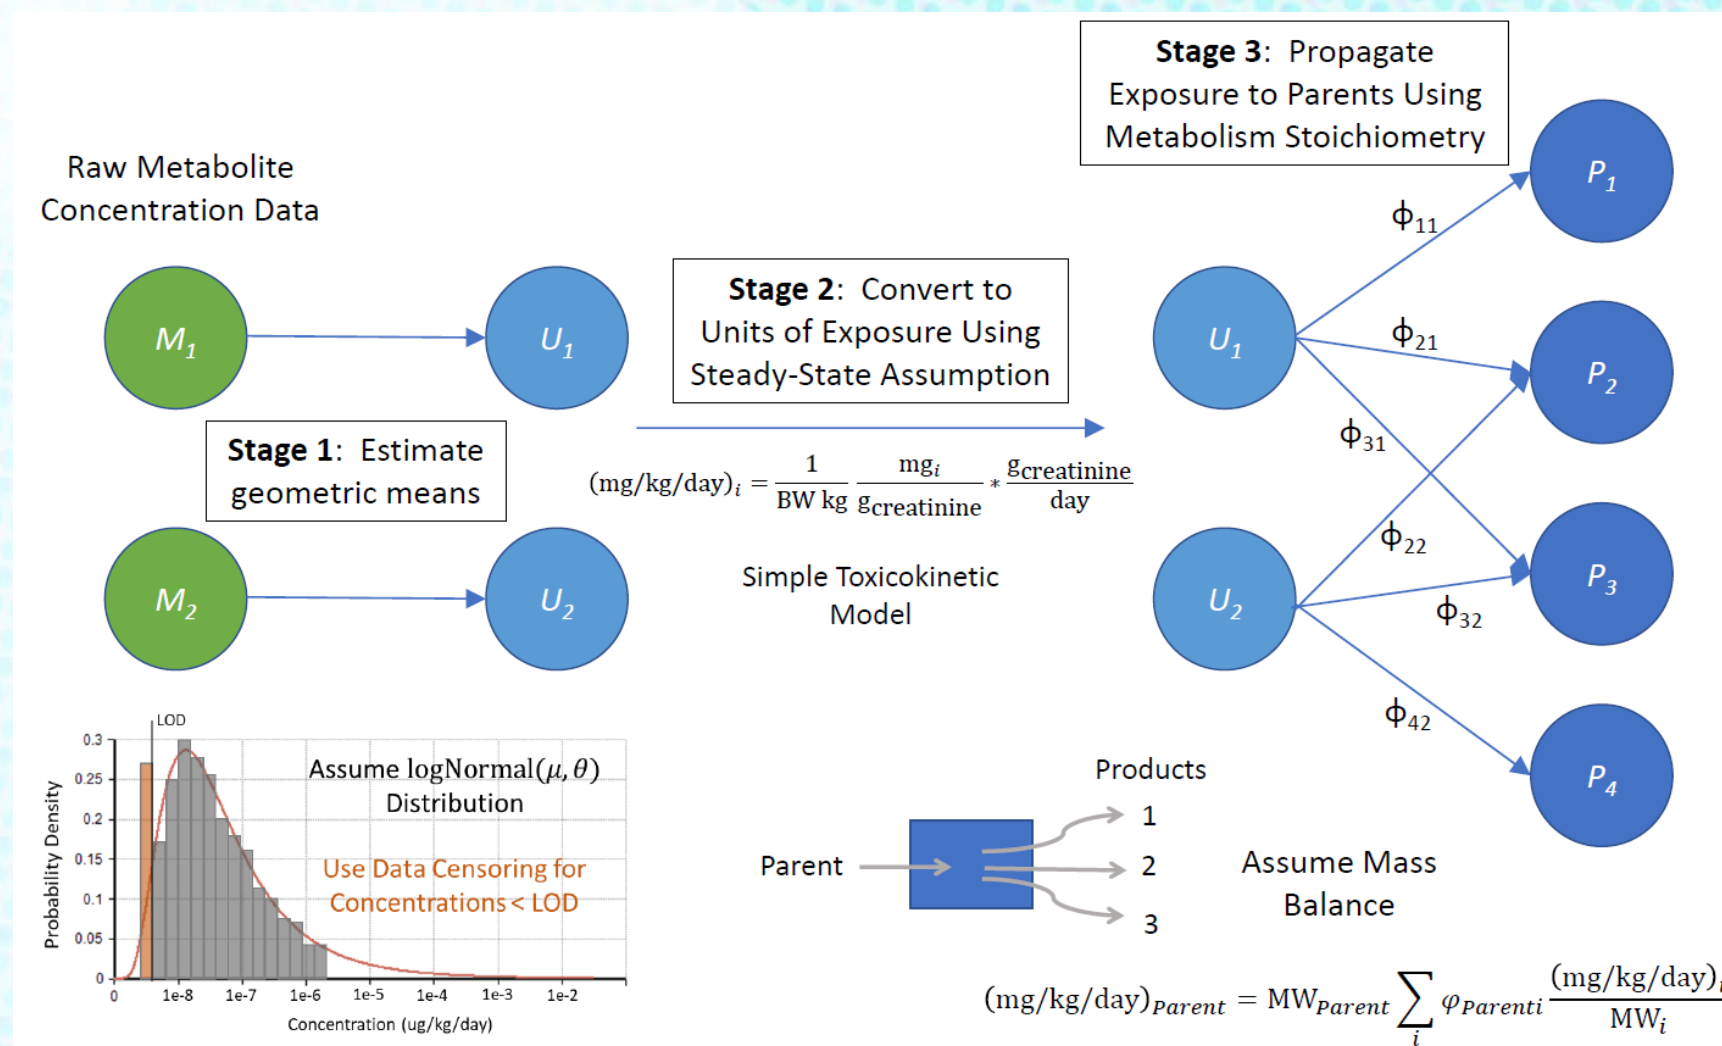 Raw Metabolite
Concentration Data
M1
U1
M2
U2
Stage 1: Estimate
geometric means
Stage 2: Convert to
Units of Exposure Using
Steady-State Assumption
(mg/kg/day)i = 1/BW kg mgi/gcreatinine * gcreatinine/day
Simple Toxicokinetic
Model
Stage 3: Propagate
Exposure to Parents Using
Metabolism Stoichiometry
U1
U2
ϕ11
ϕ21
ϕ31
ϕ22
ϕ32
ϕ42
P1
P2
P3
P4
LOD
Assume logNormal(μ, θ)
Distribution
Use Data Censoring for
Concentrations < LOD
Probability Density
0.3
0.25
0.2
0.15
0.1
0.05
0
0 1e-8 1e-7 1e-6 1e-5 1e-4 1e-3 1e-2
Concentration (ug/kg/day)
Products
Parent
1
2
3
Assume Mass
Balance
(mg/kg/day)Parent = MWParent ∑i φParenti (mg/kg/day)i/MWi